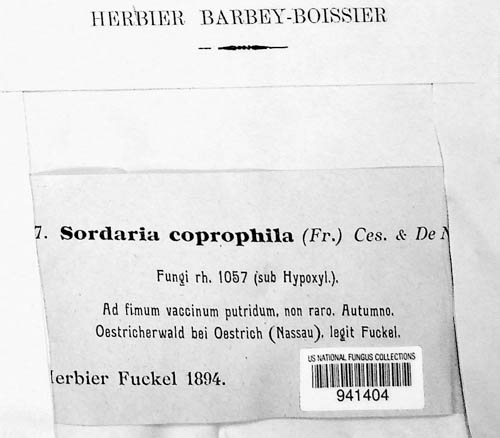 HERBIER BARBEY-BOISSIER
7. Sordaria coprophila (Fr.) Ces. & De N
Fungi rh. 1057 (sub Hypoxyl.).
Ad fimum vaccinum putridum, non raro. Autumno.
Oestricherwald bei Oestrich (Nassau), legit Fuckel.
Herbier Fuckel 1894.
US NATIONAL FUNGUS COLLECTIONS
941404